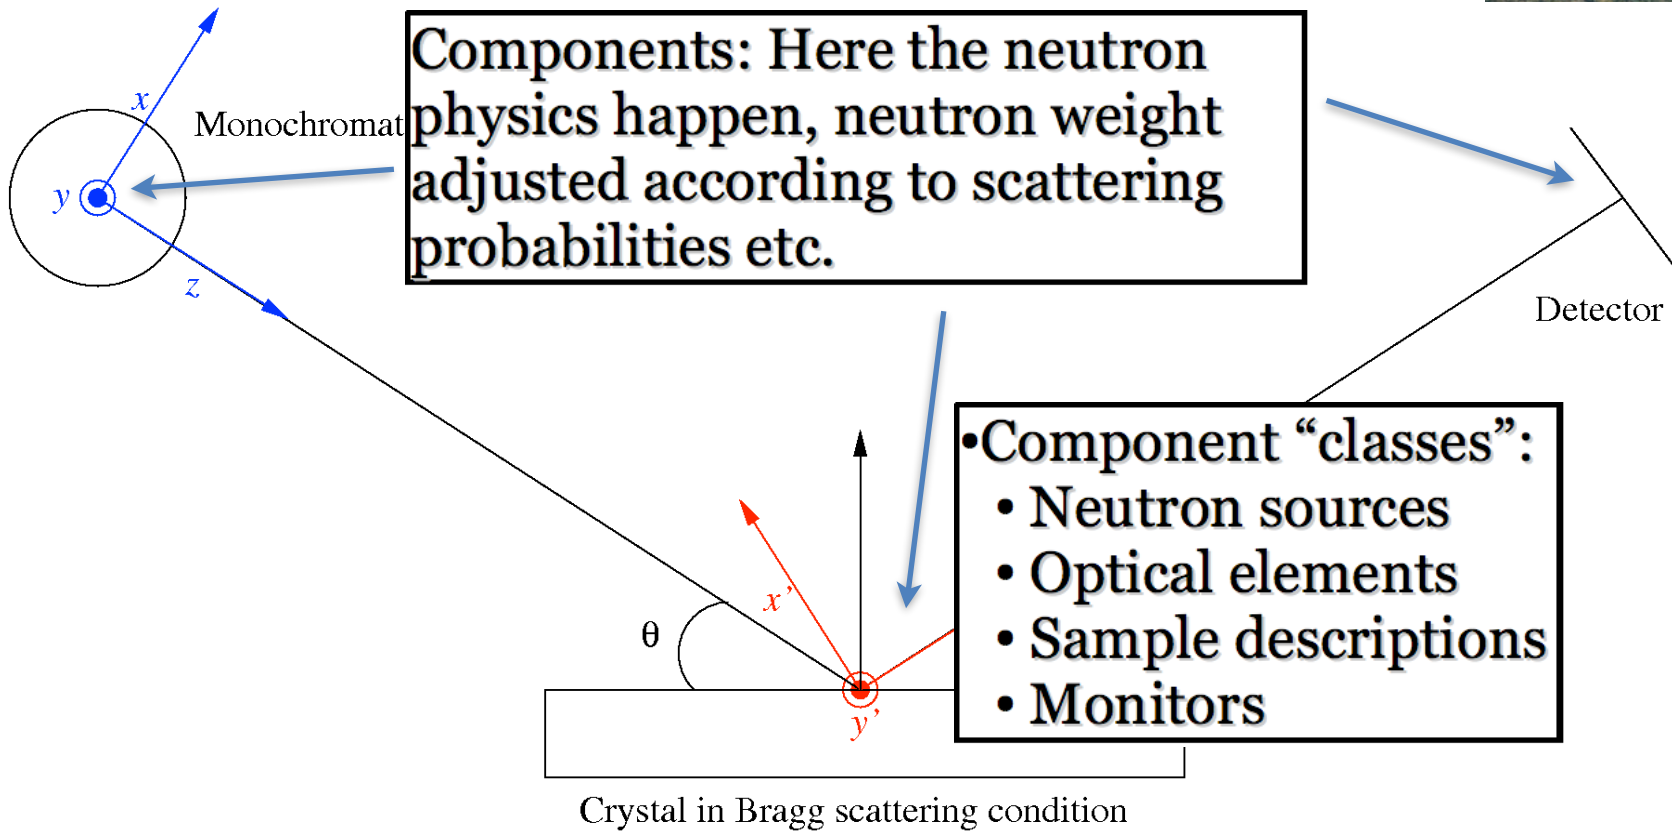 Components: Here the neutron
physics happen, neutron weight
adjusted according to scattering
probabilities etc.
x
Monochromat
y
z
Detector
•Component “classes”:
• Neutron sources
• Optical elements
• Sample descriptions
• Monitors
x’
θ
y’
Crystal in Bragg scattering condition